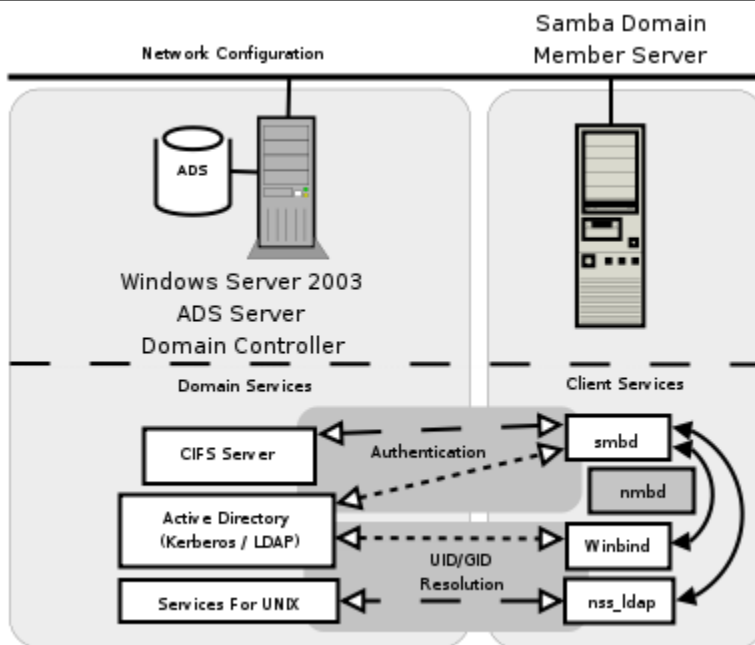 Samba Domain
Network Configuration
Member Server
ADS
Windows Server 2003
ADS Server
Domain Controller
Domain Services
Client Services
CIFS Server
Authentication
smbd
nmbd
Active Directory
(Kerberos / LDAP)
Winbind
UID/GID
Resolution
Services For UNIX
nss_ldap